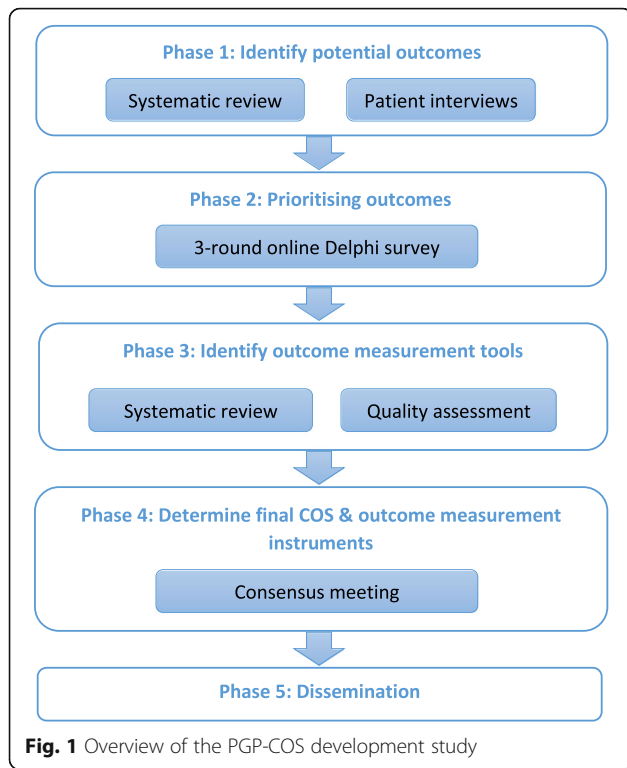 Phase 1: Identify potential outcomes
Systematic review
Patient interviews
Phase 2: Prioritising outcomes
3-round online Delphi survey
Phase 3: Identify outcome measurement tools
Systematic review
Quality assessment
Phase 4: Determine final COS & outcome measurement
instruments
Consensus meeting
Phase 5: Dissemination
Fig. 1 Overview of the PGP-COS development study